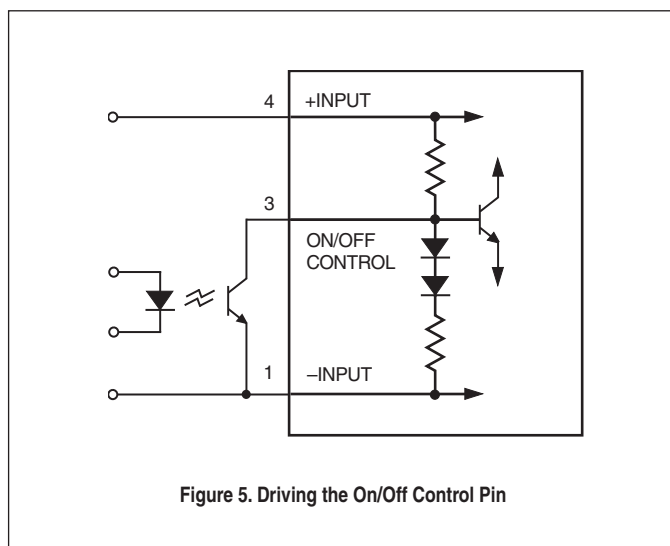 4 +INPUT
3
ON/OFF
CONTROL
1 –INPUT
Figure 5. Driving the On/Off Control Pin